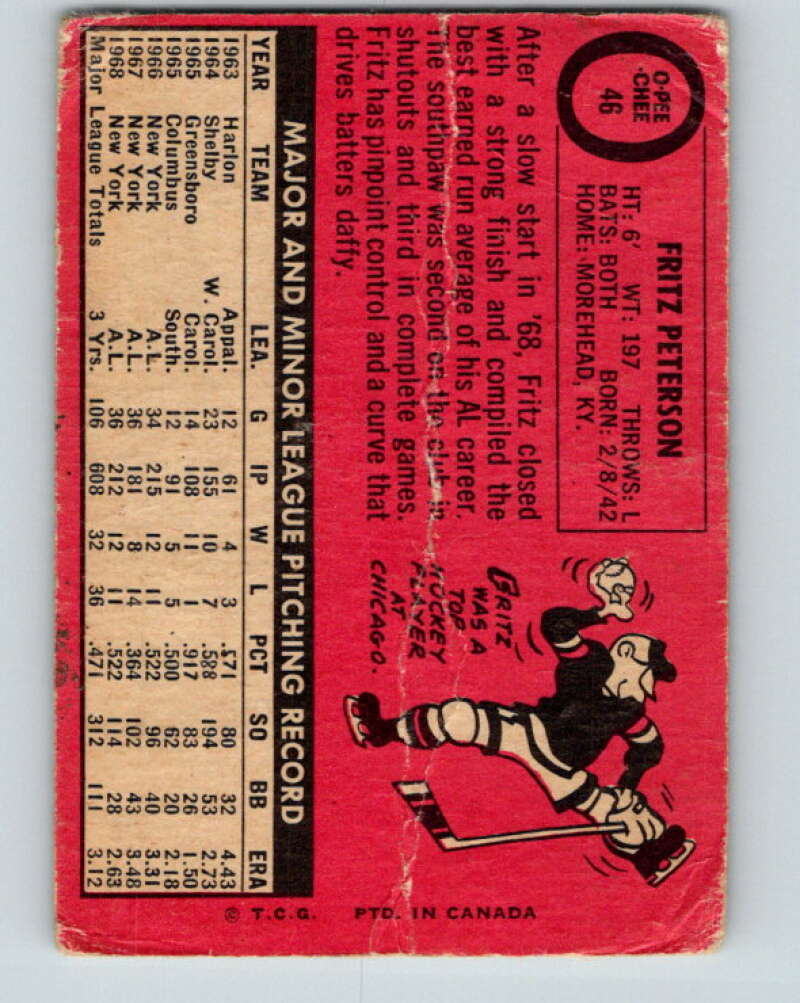 O-PEE
-CHEE
46
FRITZ PETERSON
HT: 6' WT: 197 THROWS: L
BATS: BOTH BORN: 2/8/42
HOME: MOREHEAD, KY.
After a slow start in '68, Fritz closed
with a strong finish and compiled the
best earned run average of his AL career.
The southpaw was second on the club in
shutouts and third in complete games.
Fritz has pinpoint control and a curve that
drives batters daffy.
FRITZ
WAS A
TOP
HOCKEY
PLAYER
AT
CHICAGO.
MAJOR AND MINOR LEAGUE PITCHING RECORD
YEAR TEAM LEA. G IP W L PCT SO BB ERA
1963 Harlon Appal. 12 61 4 3 .571 80 32 4.43
1964 Shelby W. Carol. 23 155 10 7 .588 194 53 2.73
1965 Greensboro Carol. 14 108 11 1 .917 83 26 1.50
1965 Columbus South. 12 91 5 5 .500 62 20 2.18
1966 New York A.L. 34 215 12 11 .522 96 40 3.31
1967 New York A.L. 36 181 8 14 .364 102 43 3.48
1968 New York A.L. 36 212 12 11 .522 114 28 2.63
Major League Totals 3 Yrs. 106 608 32 36 .471 312 111 3.12
© T.C.G. PTD. IN CANADA